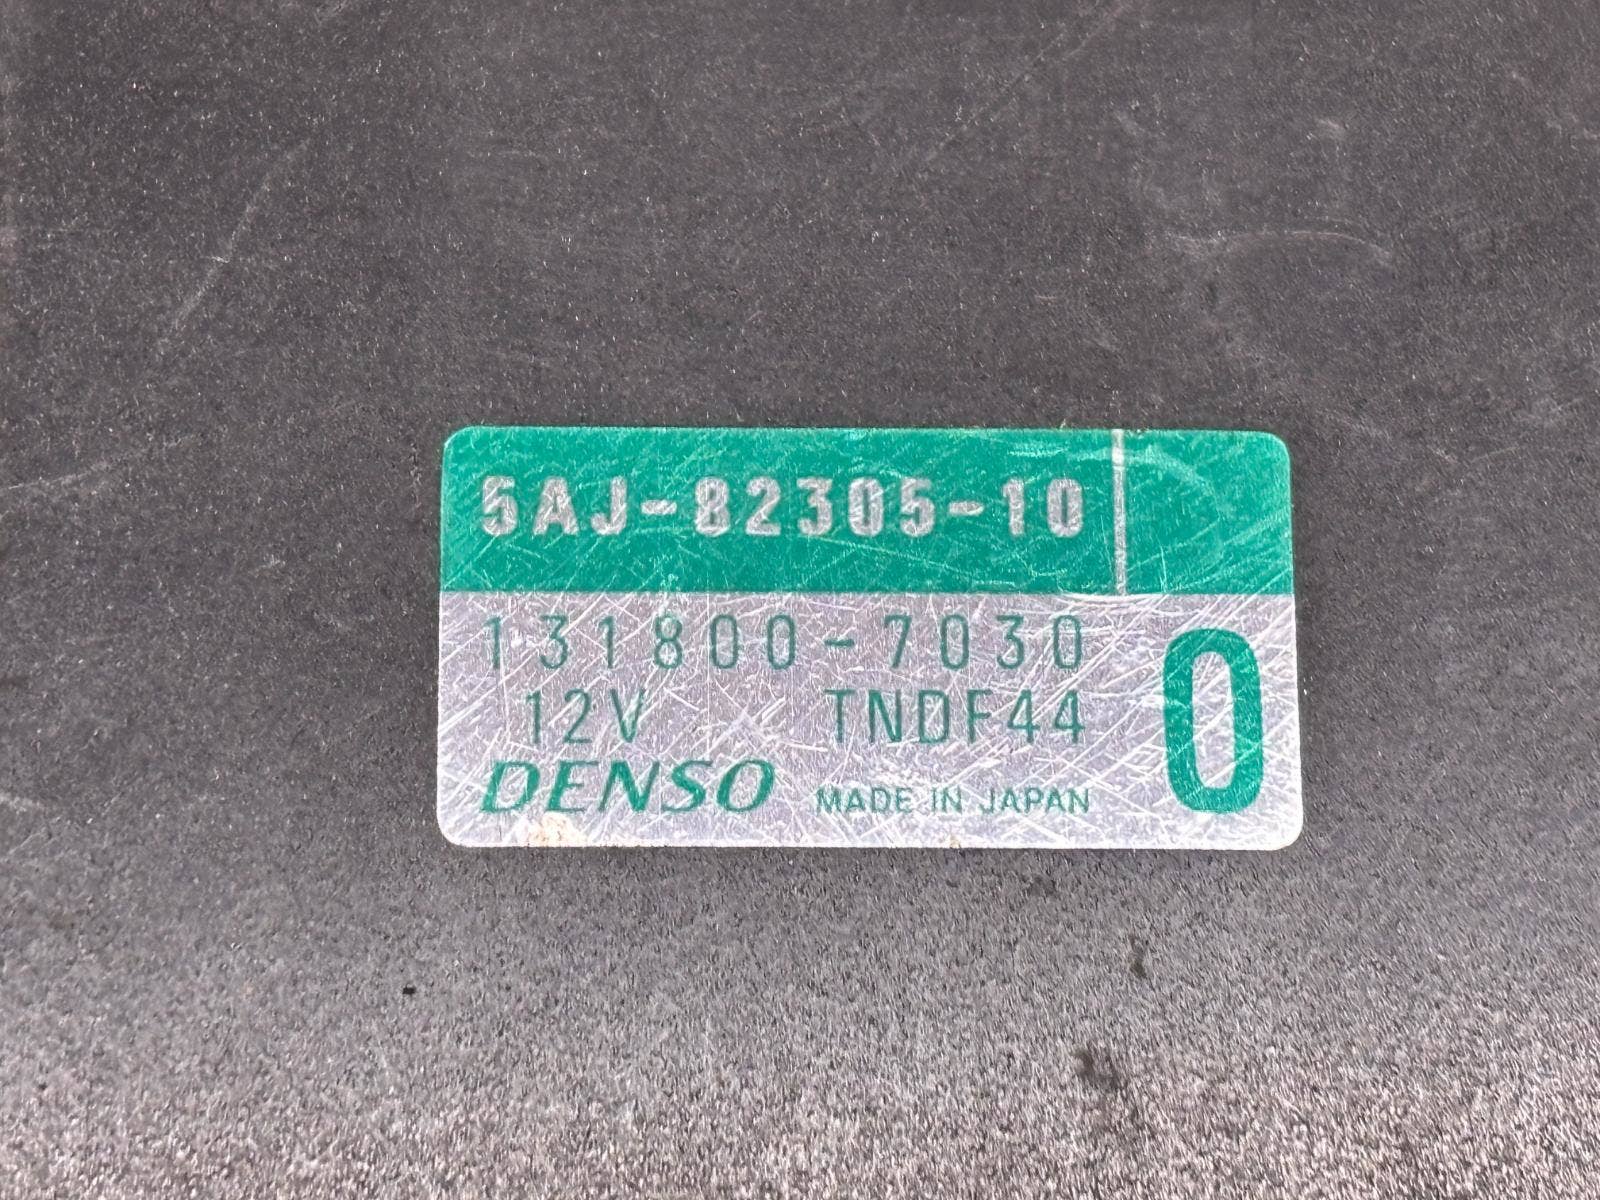 5AJ-82305-10
131800-7030
12V TNDF44
0
DENSO MADE IN JAPAN